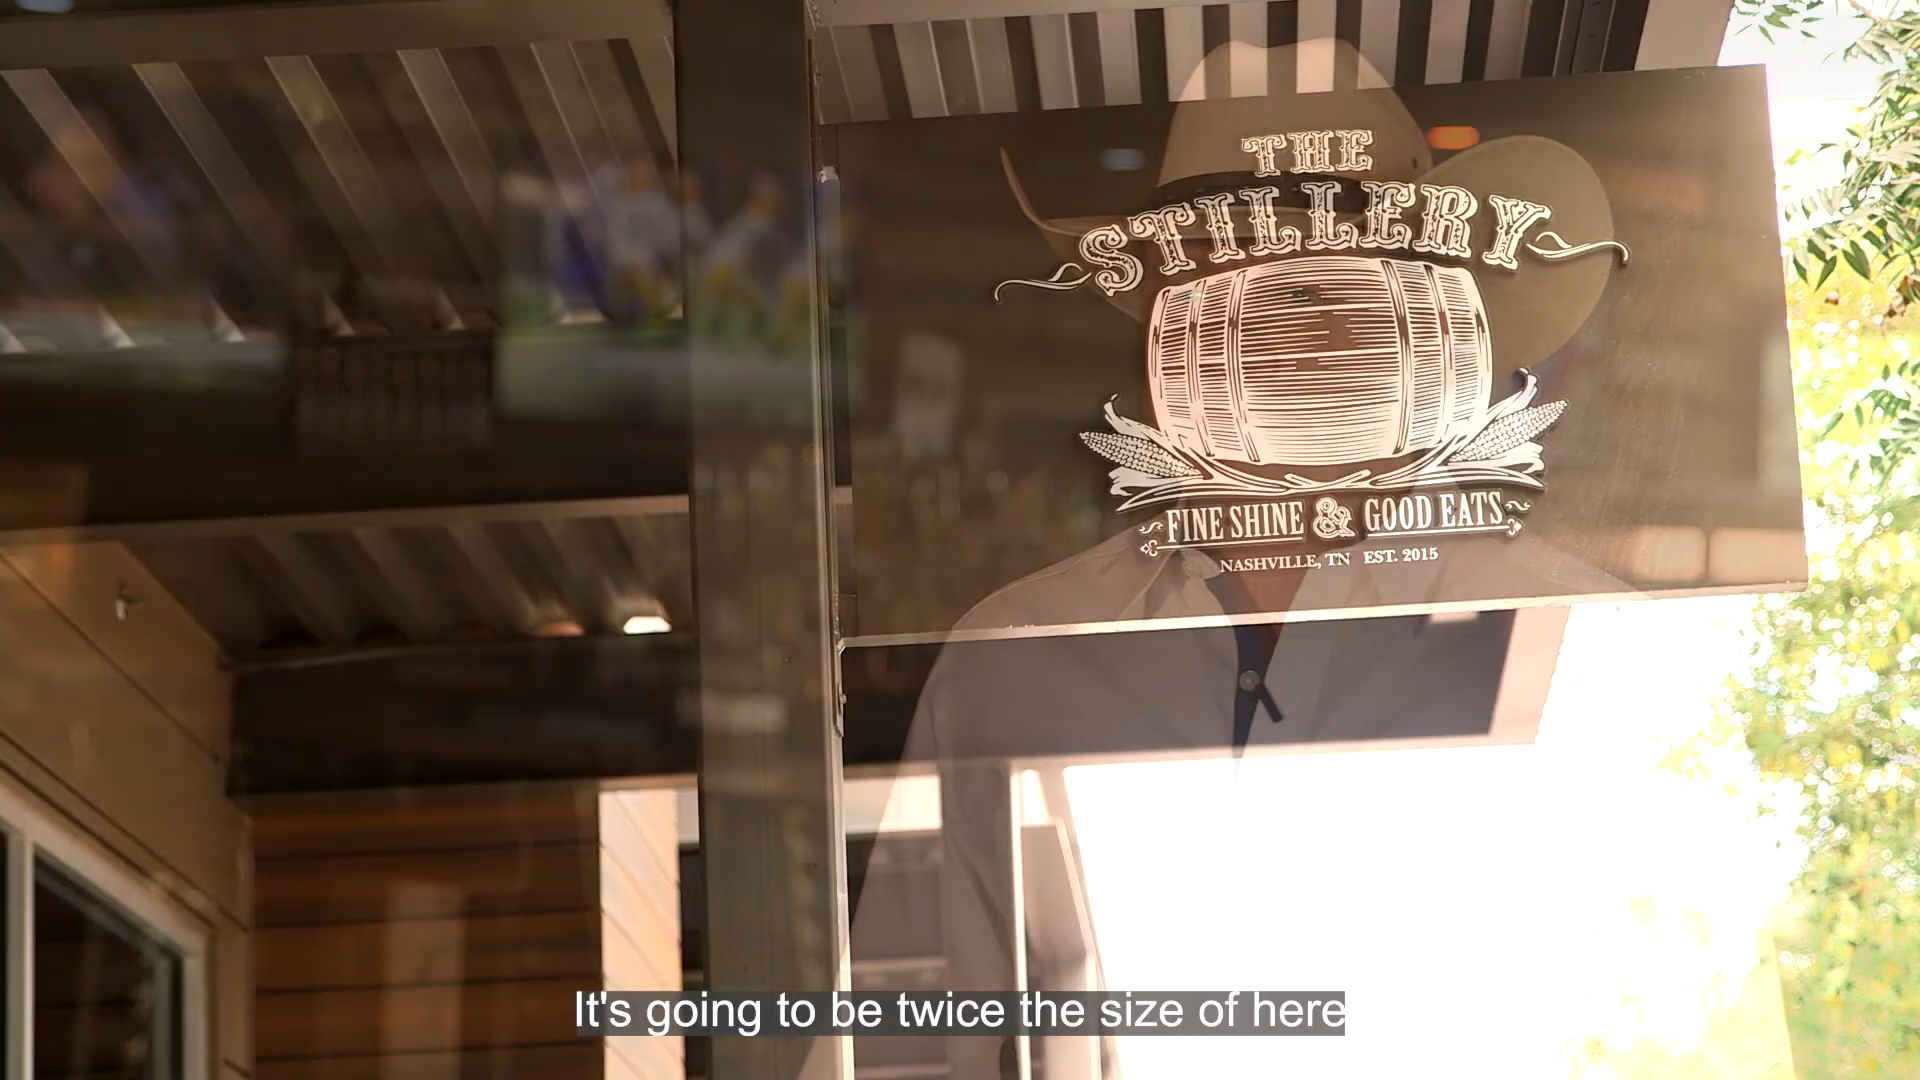 THE
STILLERY
FINE SHINE & GOOD EATS
NASHVILLE, TN EST. 2015
It's going to be twice the size of here